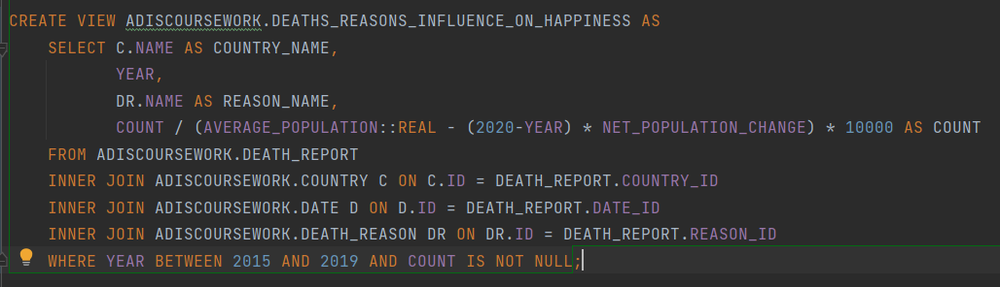 CREATE VIEW ADISCOURSEWORK.DEATHS_REASONS_INFLUENCE_ON_HAPPINESS AS
SELECT C.NAME AS COUNTRY_NAME,
YEAR,
DR.NAME AS REASON_NAME,
COUNT / (AVERAGE_POPULATION::REAL - (2020-YEAR) * NET_POPULATION_CHANGE) * 10000 AS COUNT
FROM ADISCOURSEWORK.DEATH_REPORT
INNER JOIN ADISCOURSEWORK.COUNTRY C ON C.ID = DEATH_REPORT.COUNTRY_ID
INNER JOIN ADISCOURSEWORK.DATE D ON D.ID = DEATH_REPORT.DATE_ID
INNER JOIN ADISCOURSEWORK.DEATH_REASON DR ON DR.ID = DEATH_REPORT.REASON_ID
WHERE YEAR BETWEEN 2015 AND 2019 AND COUNT IS NOT NULL;